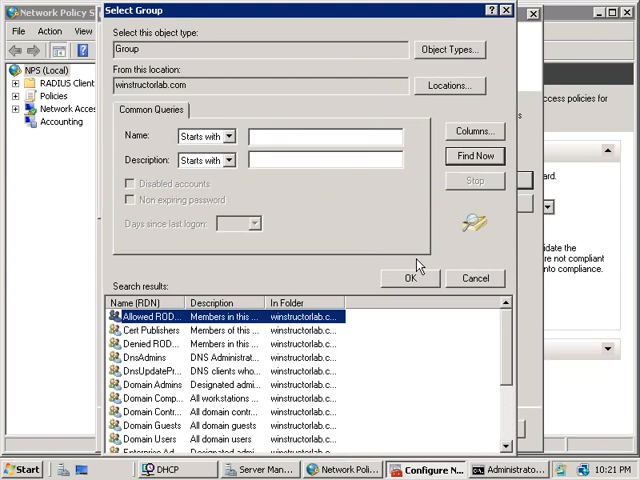 Network Policy S
Select Group
File Action View
NPS (Local)
RADIUS Client
Policies
Network Acces
Accounting
Select this object type:
Group
Object Types...
From this location:
winstructorlab.com
Locations...
Common Queries
Name: Starts with
Description: Starts with
Disabled accounts
Non expiring password
Days since last logon:
Columns...
Find Now
Stop
OK
Cancel
ccess policies for
s
ard.
idate the
re not compliant
into compliance.
Search results:
Name (RDN) Description In Folder
Allowed ROD... Members in this ... winstructorlab.c...
Cert Publishers Members of this ... winstructorlab.c...
Denied ROD... Members in this ... winstructorlab.c...
DnsAdmins DNS Administrat... winstructorlab.c...
DnsUpdatePr... DNS clients who... winstructorlab.c...
Domain Admins Designated admi... winstructorlab.c...
Domain Comp... All workstations ... winstructorlab.c...
Domain Contr... All domain contr... winstructorlab.c...
Domain Guests All domain guests winstructorlab.c...
Domain Users All domain users winstructorlab.c...
Enterprise Ad... Designated admi... winstructorlab.c...
Start
DHCP
Server Man...
Network Poli...
Configure N...
Administrato...
10:21 PM